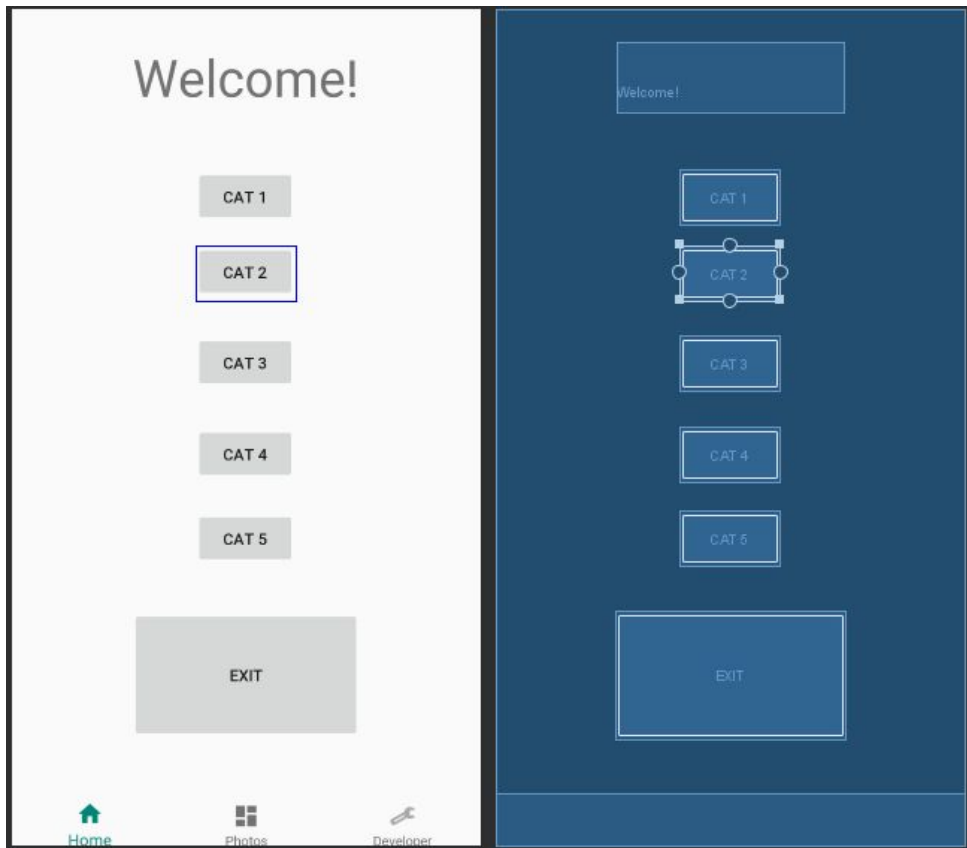 Welcome!
CAT 1
CAT 2
CAT 3
CAT 4
CAT 5
EXIT
Home
Photos
Developer
Welcome!
CAT 1
CAT 2
CAT 3
CAT 4
CAT 5
EXIT